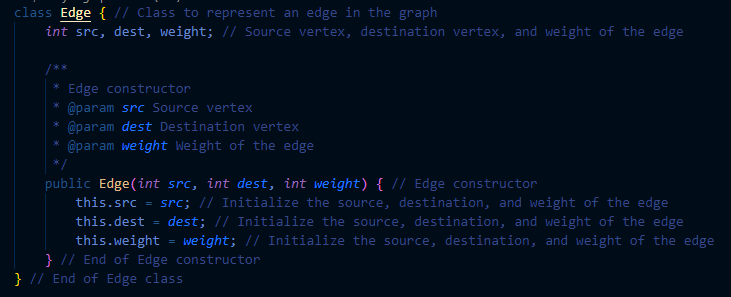 class Edge { // Class to represent an edge in the graph
    int src, dest, weight; // Source vertex, destination vertex, and weight of the edge
    /**
     * Edge constructor
     * @param src Source vertex
     * @param dest Destination vertex
     * @param weight Weight of the edge
     */
    public Edge(int src, int dest, int weight) { // Edge constructor
        this.src = src; // Initialize the source, destination, and weight of the edge
        this.dest = dest; // Initialize the source, destination, and weight of the edge
        this.weight = weight; // Initialize the source, destination, and weight of the edge
    } // End of Edge constructor
} // End of Edge class